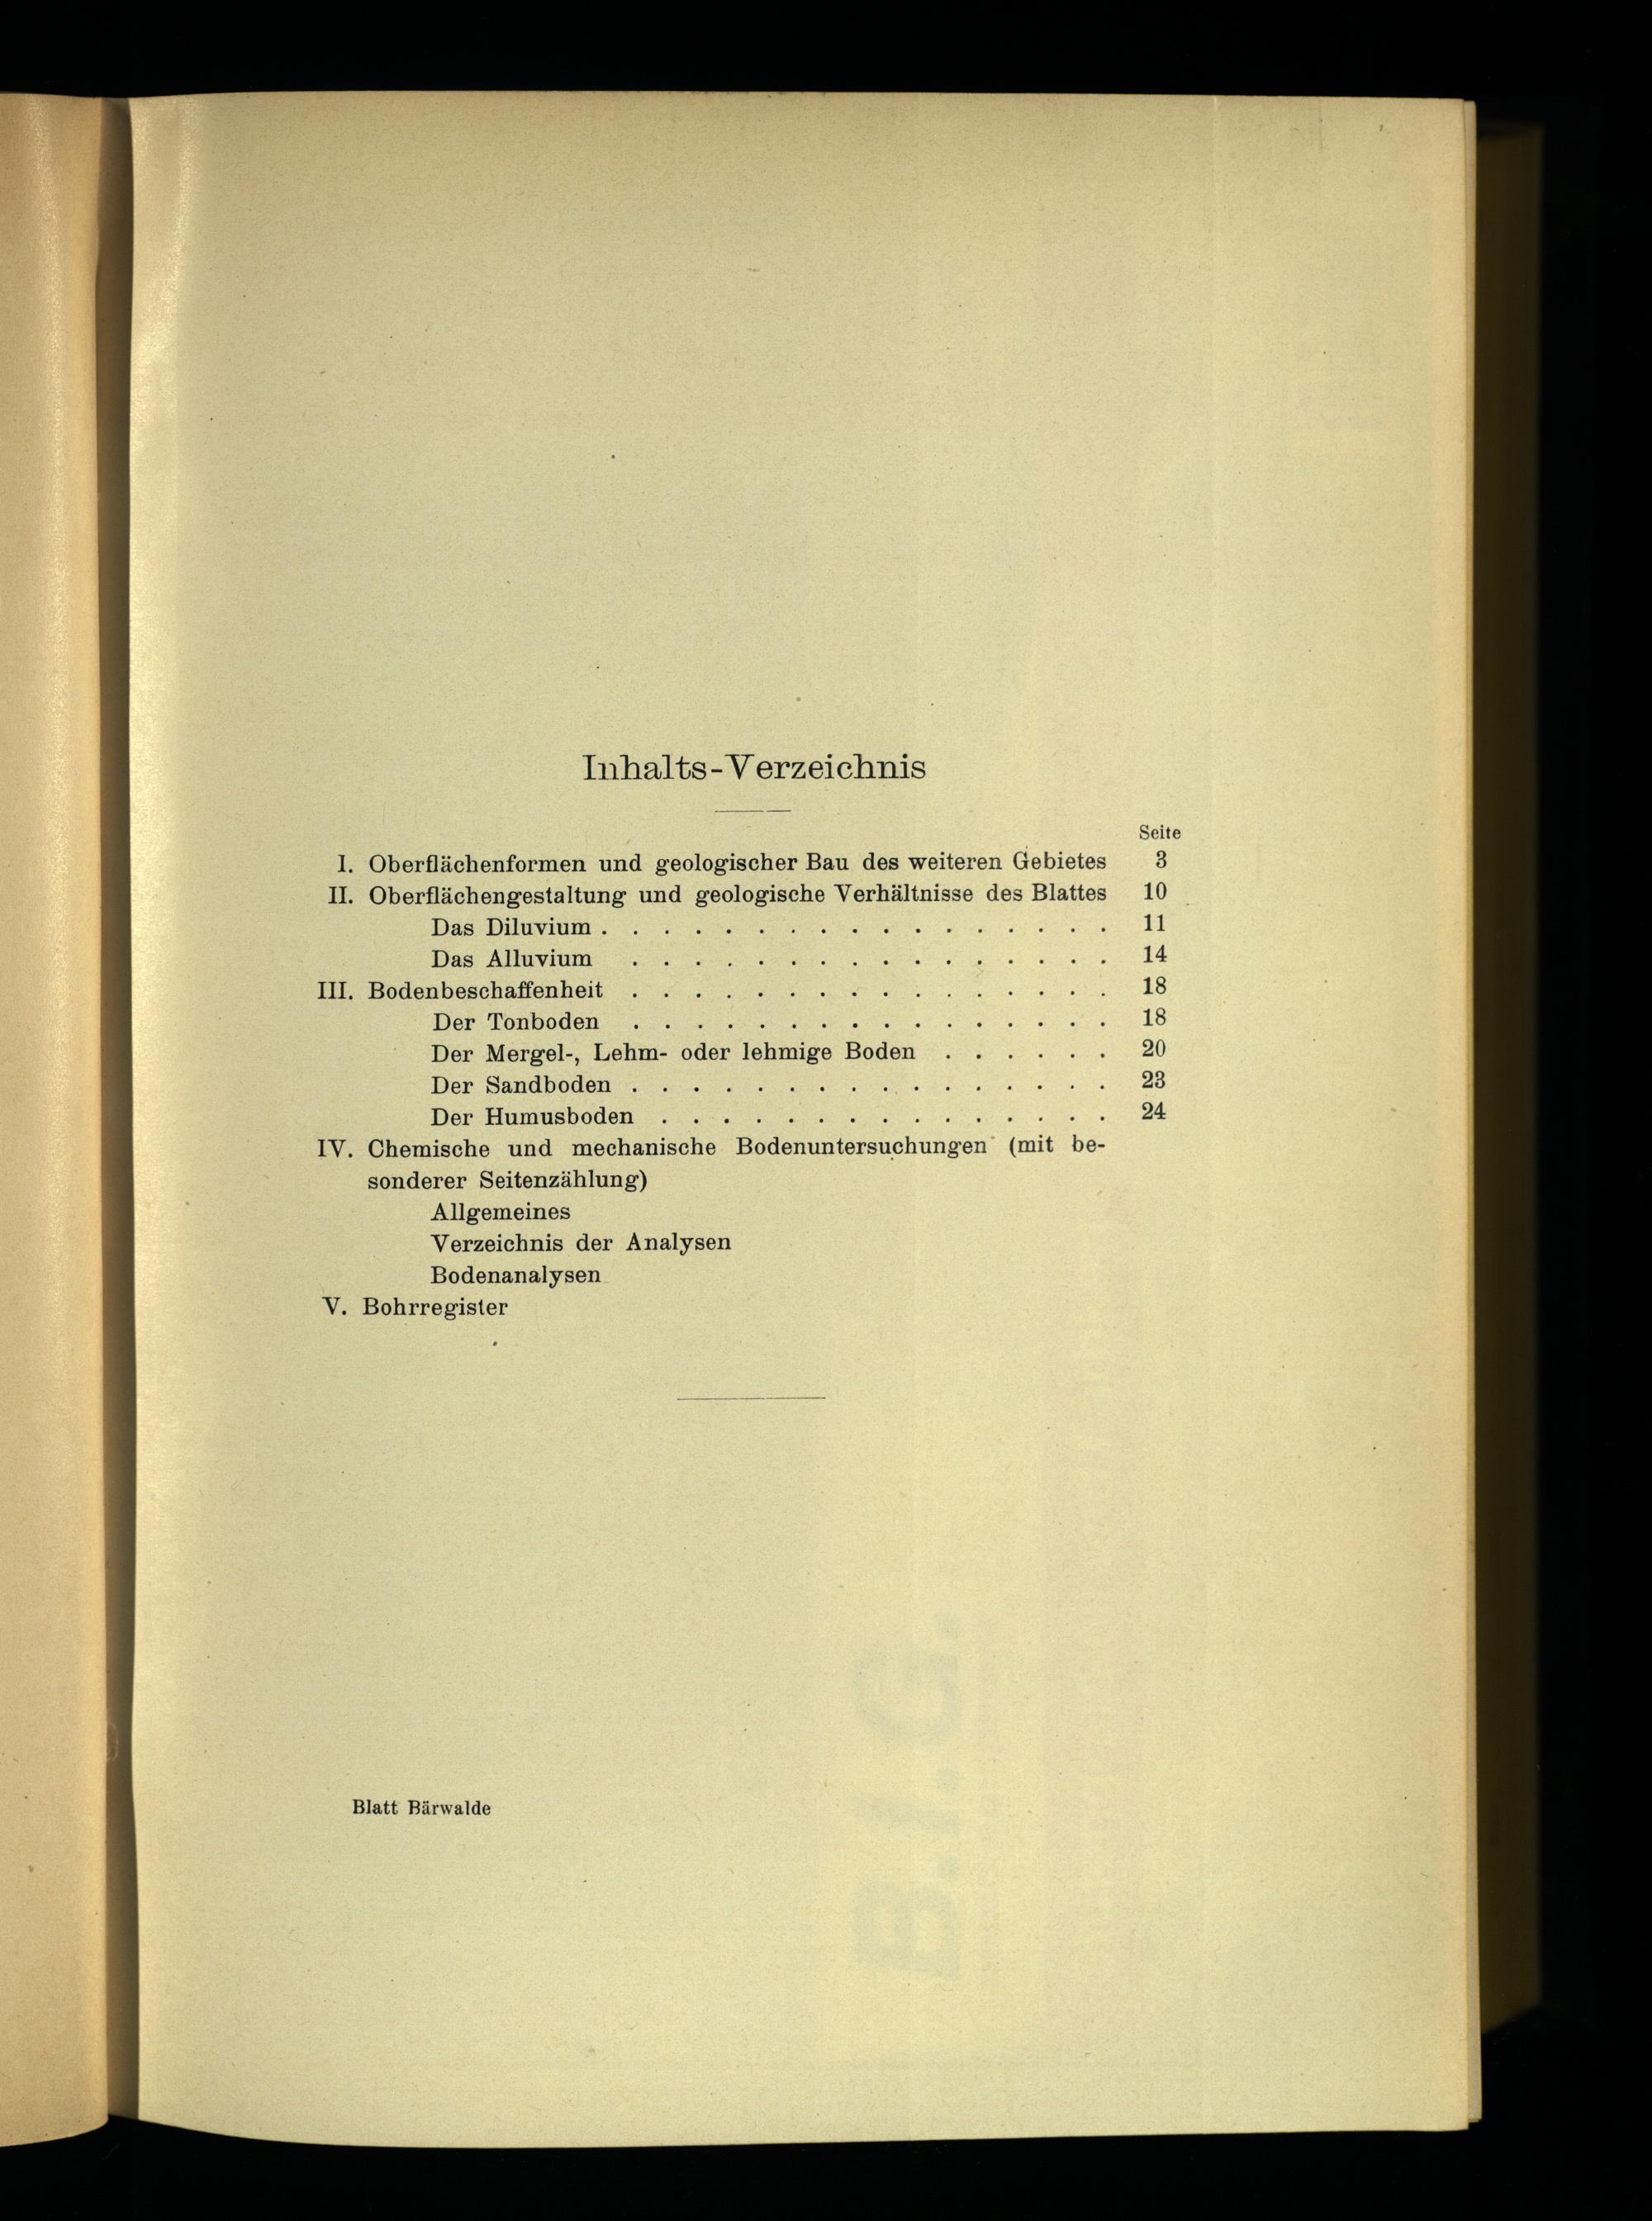 Inhalts-Verzeichnis
Seite
I. Oberflächenformen und geologischer Bau des weiteren Gebietes 3
II. Oberflächengestaltung und geologische Verhältnisse des Blattes 10
Das Diluvium . . . . . . . . . . . . . . . . . 11
Das Alluvium . . . . . . . . . . . . . . . . 14
III. Bodenbeschaffenheit . . . . . . . . . . . . . . . . 18
Der Tonboden . . . . . . . . . . . . . . . . 18
Der Mergel-, Lehm- oder lehmige Boden . . . . . . 20
Der Sandboden . . . . . . . . . . . . . . . . 23
Der Humusboden . . . . . . . . . . . . . . . 24
IV. Chemische und mechanische Bodenuntersuchungen (mit be-
sonderer Seitenzählung)
Allgemeines
Verzeichnis der Analysen
Bodenanalysen
V. Bohrregister
Blatt Bärwalde